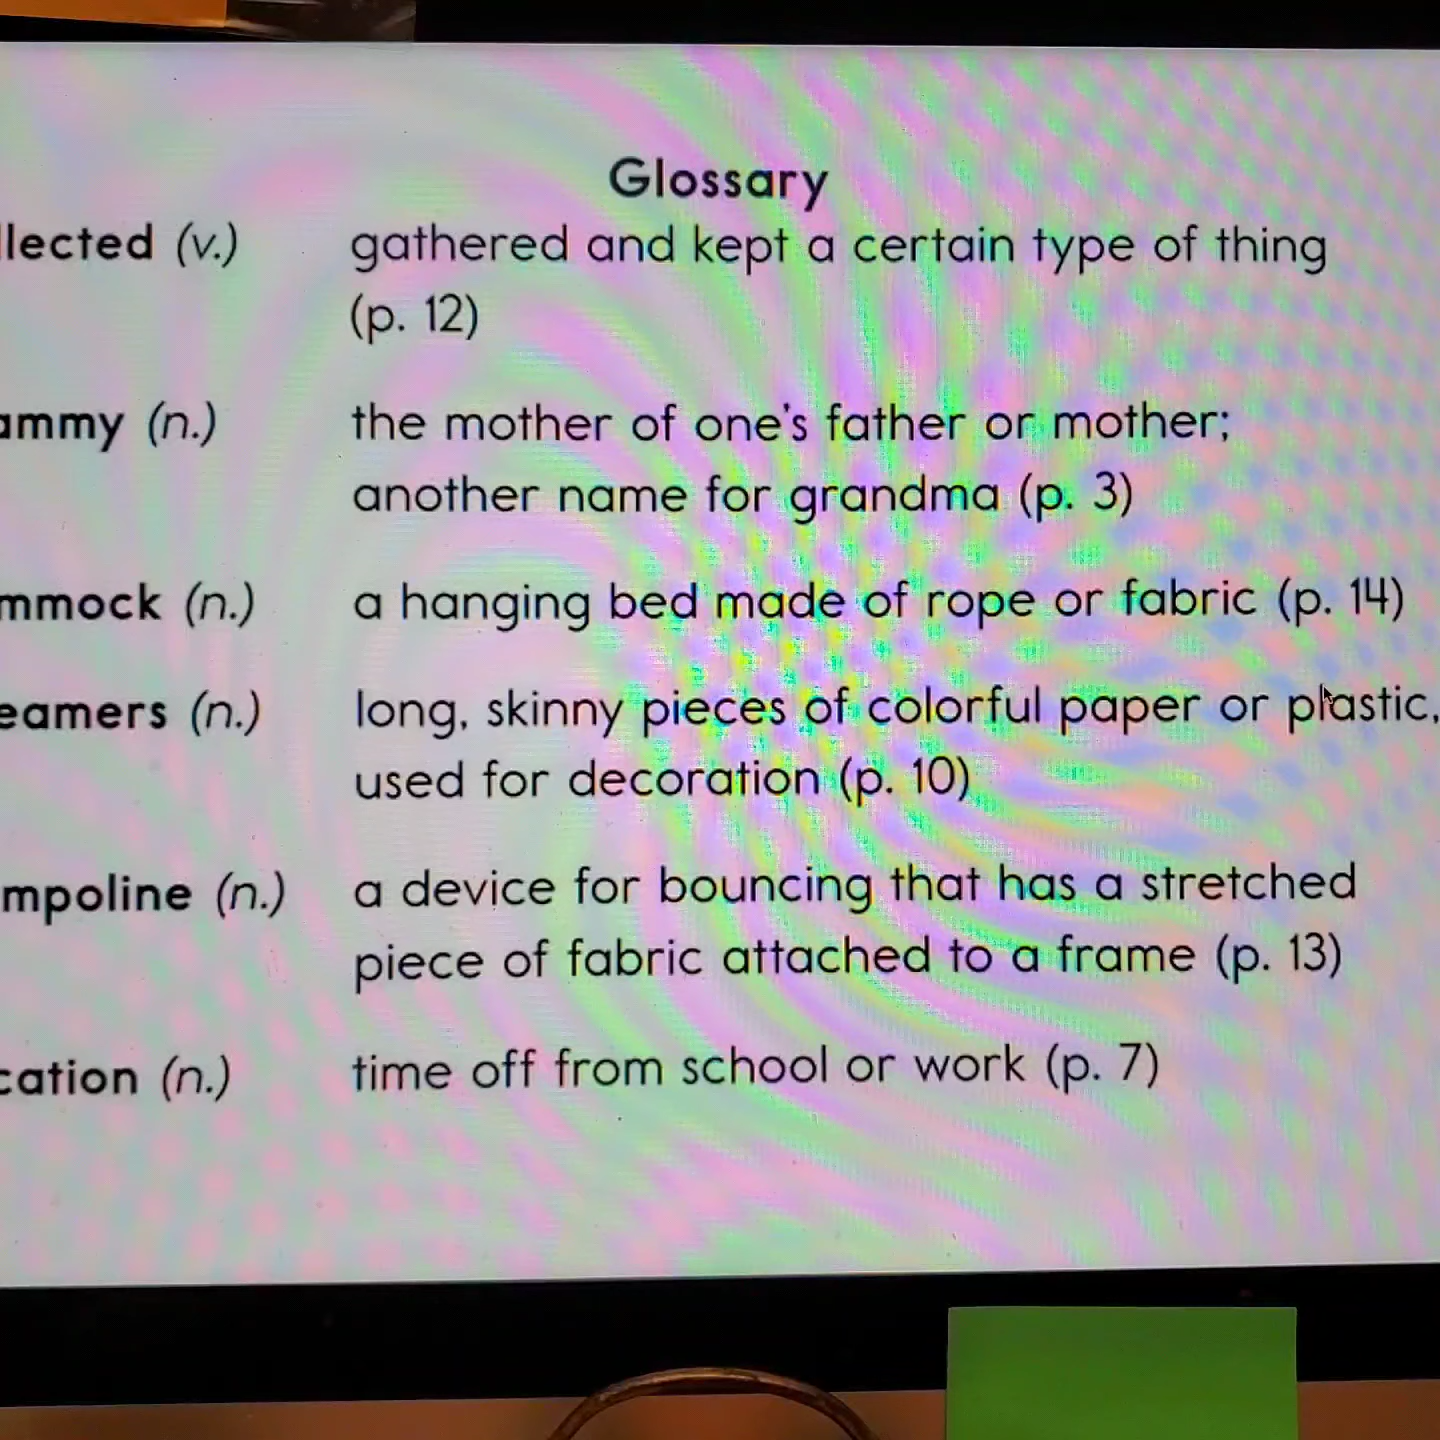 Glossary
llected (v.) gathered and kept a certain type of thing
(p. 12)
ammy (n.) the mother of one's father or mother;
another name for grandma (p. 3)
mmock (n.) a hanging bed made of rope or fabric (p. 14)
eamers (n.) long, skinny pieces of colorful paper or plastic,
used for decoration (p. 10)
mpoline (n.) a device for bouncing that has a stretched
piece of fabric attached to a frame (p. 13)
cation (n.) time off from school or work (p. 7)